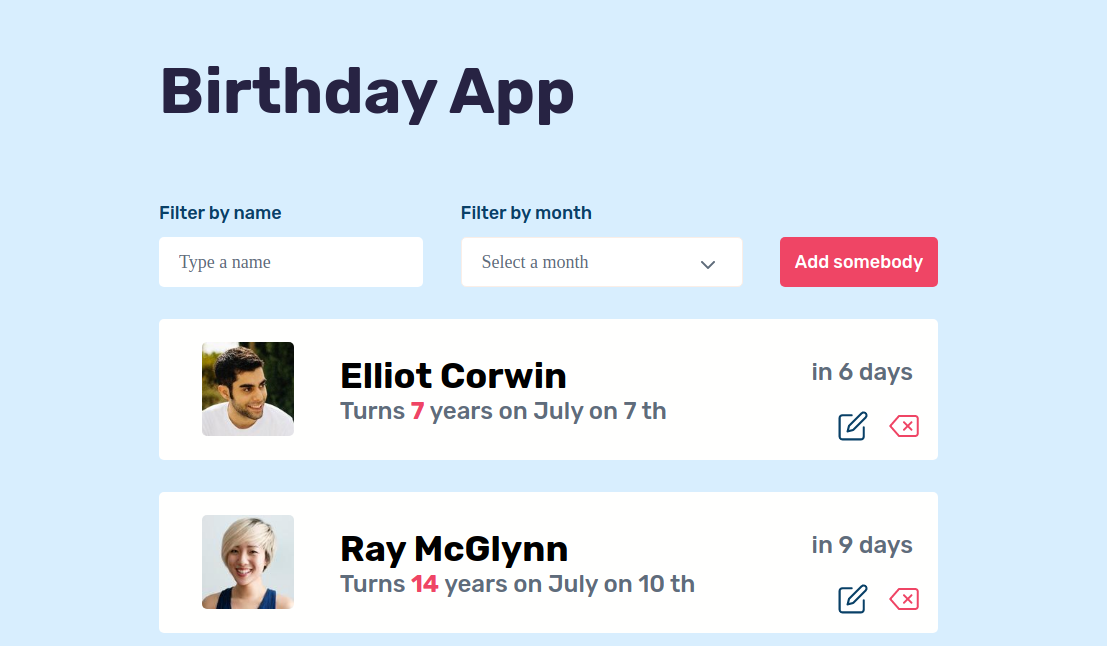 Birthday App
Filter by name
Filter by month
Type a name
Select a month
Add somebody
Elliot Corwin
in 6 days
Turns 7 years on July on 7 th
Ray McGlynn
in 9 days
Turns 14 years on July on 10 th